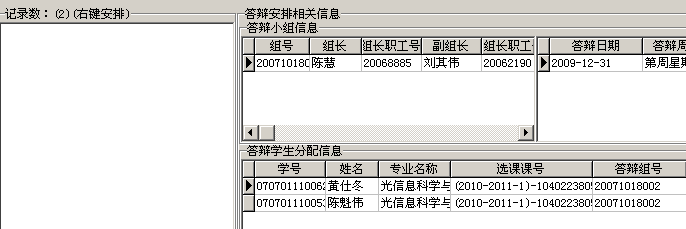 记录数：(2)(右键安排)
答辩安排相关信息
答辩小组信息
组号 组长 组长职工号 副组长 组长职工 答辩日期 答辩周
200710180 陈慧 20068885 刘其伟 20062190 2009-12-31 第周星期
答辩学生分配信息
学号 姓名 专业名称 选课课号 答辩组号
07070111006 黄仕冬 光信息科学与 (2010-2011-1)-10402238 20071018002
07070111005 陈魁伟 光信息科学与 (2010-2011-1)-10402238 20071018002